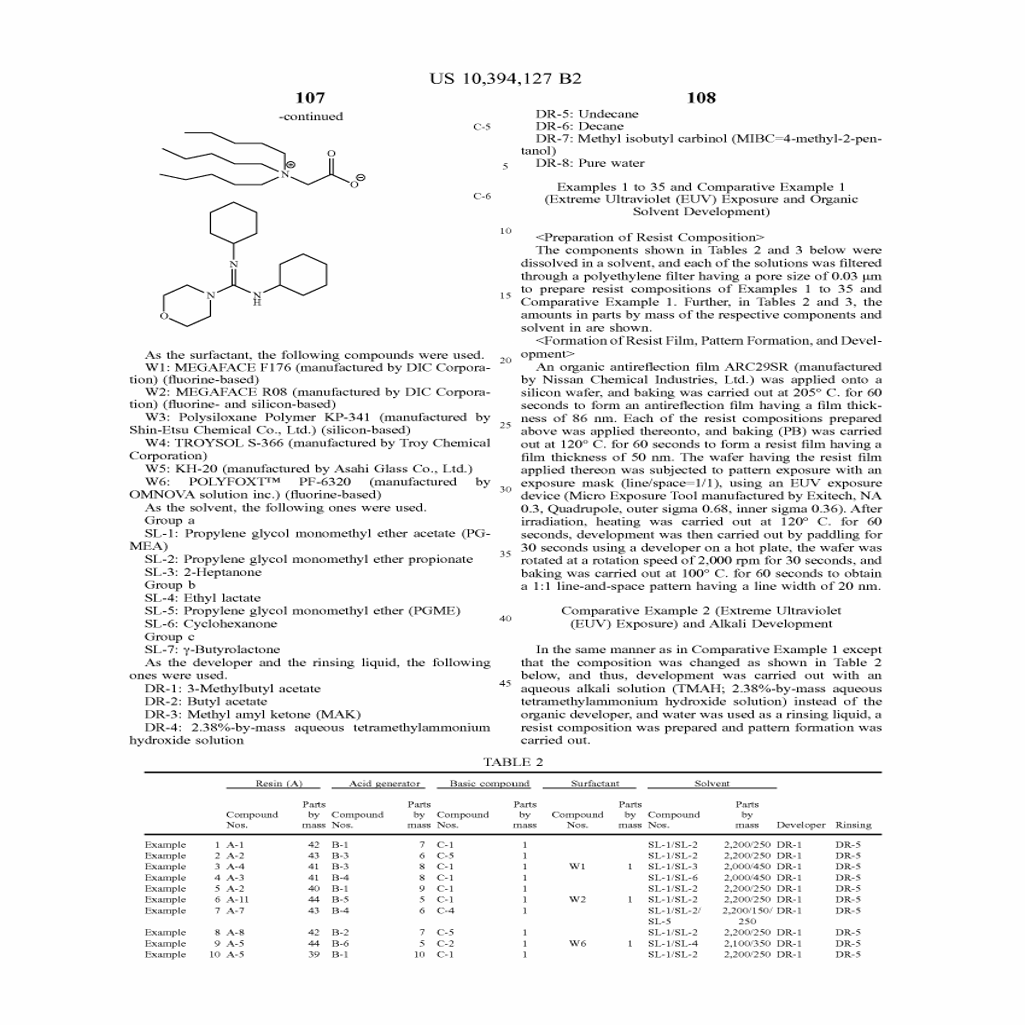 US 10,394,127 B2
107
-continued
C-5
N
⊕
O
O
⊖
C-6
N
N
N
H
O
As the surfactant, the following compounds were used.
W1: MEGAFACE F176 (manufactured by DIC Corpora-
tion) (fluorine-based)
W2: MEGAFACE R08 (manufactured by DIC Corpora-
tion) (fluorine- and silicon-based)
W3: Polysiloxane Polymer KP-341 (manufactured by
Shin-Etsu Chemical Co., Ltd.) (silicon-based)
W4: TROYSOL S-366 (manufactured by Troy Chemical
Corporation)
W5: KH-20 (manufactured by Asahi Glass Co., Ltd.)
W6: POLYFOXT™ PF-6320 (manufactured by
OMNOVA solution inc.) (fluorine-based)
As the solvent, the following ones were used.
Group a
SL-1: Propylene glycol monomethyl ether acetate (PG-
MEA)
SL-2: Propylene glycol monomethyl ether propionate
SL-3: 2-Heptanone
Group b
SL-4: Ethyl lactate
SL-5: Propylene glycol monomethyl ether (PGME)
SL-6: Cyclohexanone
Group c
SL-7: γ-Butyrolactone
As the developer and the rinsing liquid, the following
ones were used.
DR-1: 3-Methylbutyl acetate
DR-2: Butyl acetate
DR-3: Methyl amyl ketone (MAK)
DR-4: 2.38%-by-mass aqueous tetramethylammonium
hydroxide solution
5
10
15
20
25
30
35
40
45
108
DR-5: Undecane
DR-6: Decane
DR-7: Methyl isobutyl carbinol (MIBC=4-methyl-2-pen-
tanol)
DR-8: Pure water
Examples 1 to 35 and Comparative Example 1
(Extreme Ultraviolet (EUV) Exposure and Organic
Solvent Development)
<Preparation of Resist Composition>
The components shown in Tables 2 and 3 below were
dissolved in a solvent, and each of the solutions was filtered
through a polyethylene filter having a pore size of 0.03 μm
to prepare resist compositions of Examples 1 to 35 and
Comparative Example 1. Further, in Tables 2 and 3, the
amounts in parts by mass of the respective components and
solvent in are shown.
<Formation of Resist Film, Pattern Formation, and Devel-
opment>
An organic antireflection film ARC29SR (manufactured
by Nissan Chemical Industries, Ltd.) was applied onto a
silicon wafer, and baking was carried out at 205° C. for 60
seconds to form an antireflection film having a film thick-
ness of 86 nm. Each of the resist compositions prepared
above was applied thereonto, and baking (PB) was carried
out at 120° C. for 60 seconds to form a resist film having a
film thickness of 50 nm. The wafer having the resist film
applied thereon was subjected to pattern exposure with an
exposure mask (line/space=1/1), using an EUV exposure
device (Micro Exposure Tool manufactured by Exitech, NA
0.3, Quadrupole, outer sigma 0.68, inner sigma 0.36). After
irradiation, heating was carried out at 120° C. for 60
seconds, development was then carried out by paddling for
30 seconds using a developer on a hot plate, the wafer was
rotated at a rotation speed of 2,000 rpm for 30 seconds, and
baking was carried out at 100° C. for 60 seconds to obtain
a 1:1 line-and-space pattern having a line width of 20 nm.
Comparative Example 2 (Extreme Ultraviolet
(EUV) Exposure) and Alkali Development
In the same manner as in Comparative Example 1 except
that the composition was changed as shown in Table 2
below, and thus, development was carried out with an
aqueous alkali solution (TMAH; 2.38%-by-mass aqueous
tetramethylammonium hydroxide solution) instead of the
organic developer, and water was used as a rinsing liquid, a
resist composition was prepared and pattern formation was
carried out.
TABLE 2
Resin (A) Acid generator Basic compound Surfactant Solvent
Parts Parts Parts Parts Parts
Compound by Compound by Compound by Compound by Compound by
Nos. mass Nos. mass Nos. mass Nos. mass Nos. mass Developer Rinsing
Example 1 A-1 42 B-1 7 C-1 1 SL-1/SL-2 2,200/250 DR-1 DR-5
Example 2 A-2 43 B-3 6 C-5 1 SL-1/SL-2 2,200/250 DR-1 DR-5
Example 3 A-4 41 B-3 8 C-1 1 W1 1 SL-1/SL-3 2,000/450 DR-1 DR-5
Example 4 A-3 41 B-4 8 C-1 1 SL-1/SL-6 2,000/450 DR-1 DR-5
Example 5 A-2 40 B-1 9 C-1 1 SL-1/SL-2 2,200/250 DR-1 DR-5
Example 6 A-11 44 B-5 5 C-1 1 W2 1 SL-1/SL-2 2,200/250 DR-1 DR-5
Example 7 A-7 43 B-4 6 C-4 1 SL-1/SL-2/ 2,200/150/ DR-1 DR-5
SL-5 250
Example 8 A-8 42 B-2 7 C-5 1 SL-1/SL-2 2,200/250 DR-1 DR-5
Example 9 A-5 44 B-6 5 C-2 1 W6 1 SL-1/SL-4 2,100/350 DR-1 DR-5
Example 10 A-5 39 B-1 10 C-1 1 SL-1/SL-2 2,200/250 DR-1 DR-5